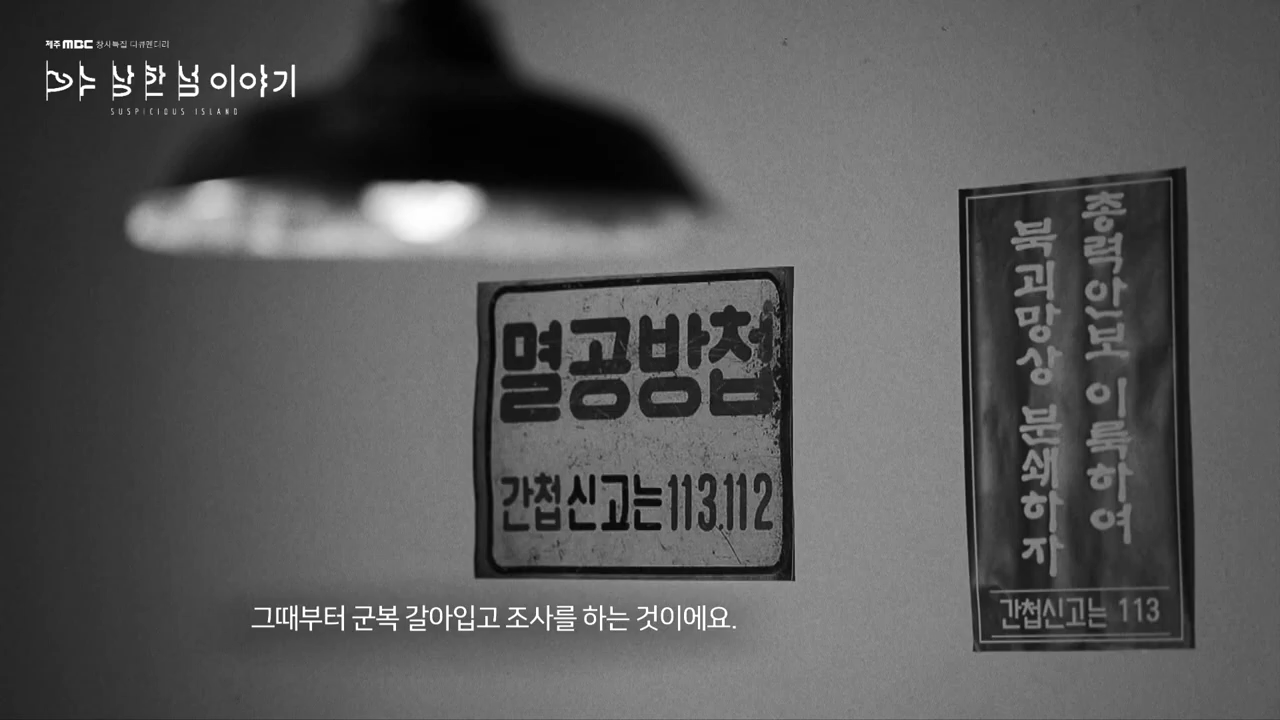 제주MBC 창사특집 다큐멘터리
수상한 섬 이야기
SUSPICIOUS ISLAND
멸공방첩
간첩신고는 113.112
총력안보 이룩하여
북괴망상 분쇄하자
간첩신고는 113
그때부터 군복 갈아입고 조사를 하는 것이에요.